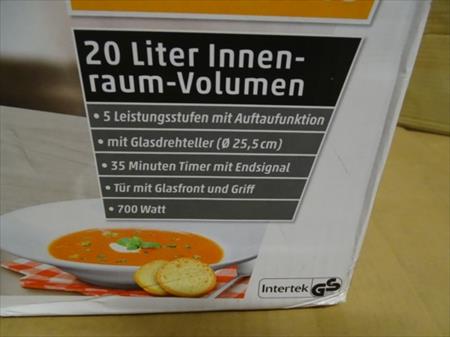 20 Liter Innen-
raum-Volumen
• 5 Leistungsstufen mit Auftaufunktion
• mit Glasdrehteller (Ø 25,5 cm)
• 35 Minuten Timer mit Endsignal
• Tür mit Glasfront und Griff
• 700 Watt
Intertek GS